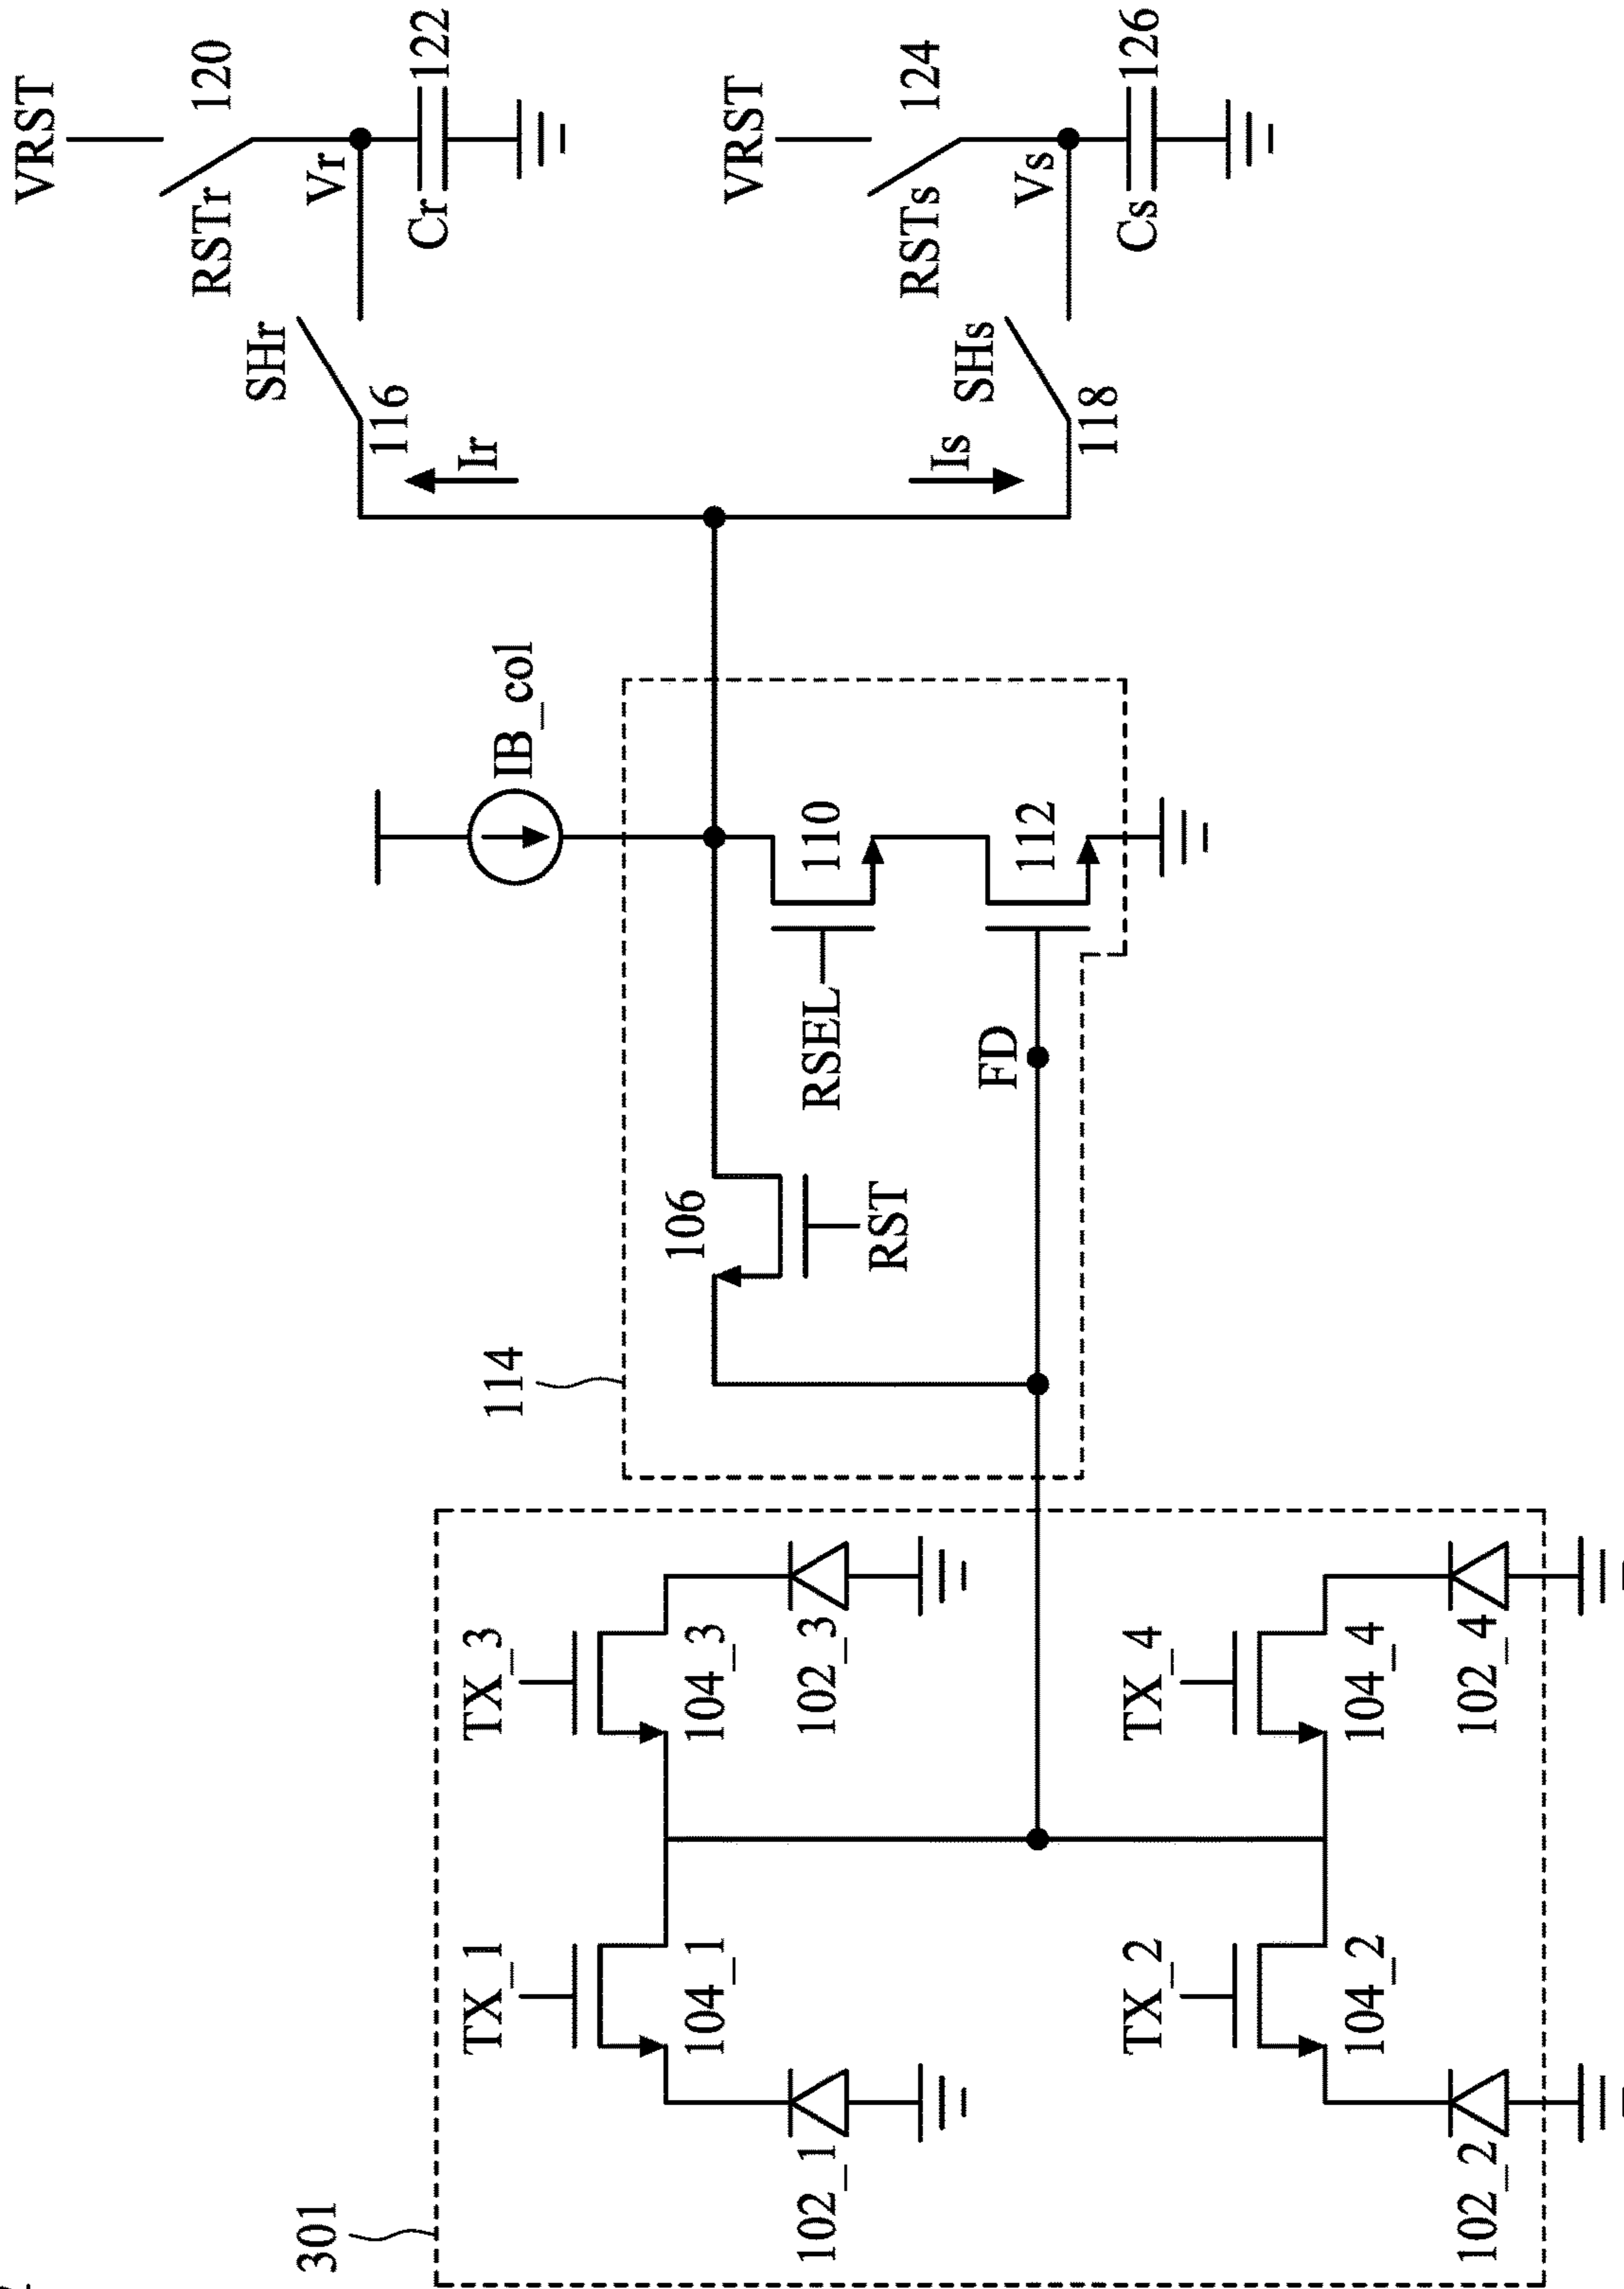 301
TX_1
104_1
102_1
TX_3
104_3
102_3
TX_2
104_2
102_2
TX_4
104_4
102_4
114
106
RST
FD
RSEL
110
112
IB_col
Ir
Is
116
SHr
118
SHs
VRST
RSTr
120
Vr
Cr
122
VRST
RSTs
124
Vs
Cs
126